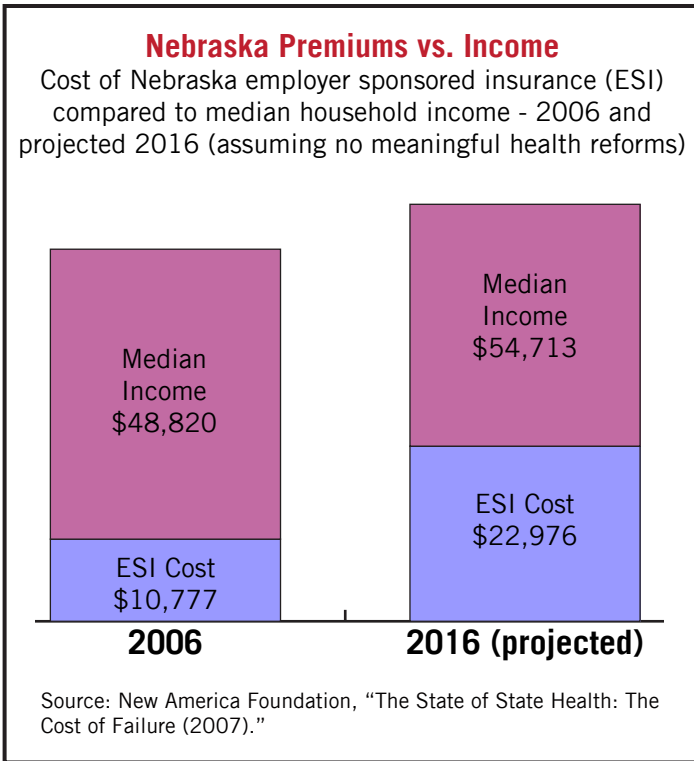 Nebraska Premiums vs. Income
Cost of Nebraska employer sponsored insurance (ESI)
compared to median household income - 2006 and
projected 2016 (assuming no meaningful health reforms)
Median
Income
$48,820
ESI Cost
$10,777
Median
Income
$54,713
ESI Cost
$22,976
2006
2016 (projected)
Source: New America Foundation, “The State of State Health: The
Cost of Failure (2007).”